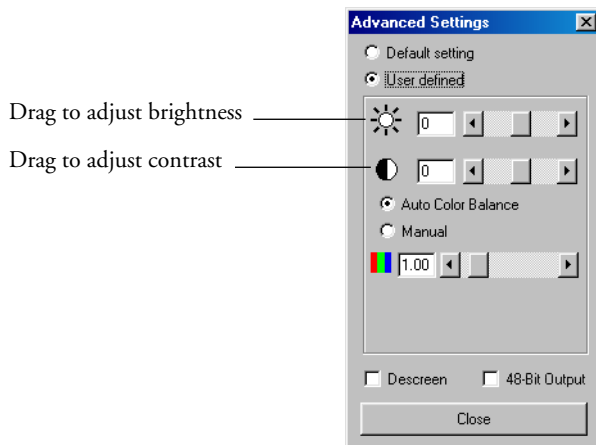 Advanced Settings
Default setting
User defined
Drag to adjust brightness
0
Drag to adjust contrast
0
Auto Color Balance
Manual
1.00
Descreen
48-Bit Output
Close